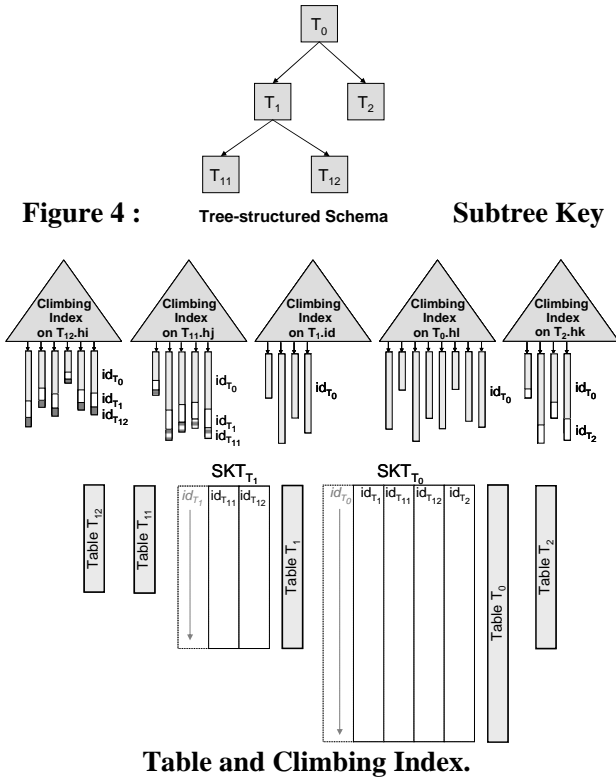 T0
T1 T2
T11 T12
Figure 4 : Tree-structured Schema Subtree Key
Climbing Index on T12.hi
Climbing Index on T11.hj
Climbing Index on T1.id
Climbing Index on T0.hl
Climbing Index on T2.hk
idT0
idT1
idT12
idT0
idT1
idT11
idT0
idT0
idT0
idT2
SKTT1 SKTT0
Table T12
Table T11
idT1 idT11 idT12
Table T1
idT0 idT1 idT11 idT12 idT2
Table T0
Table T2
Table and Climbing Index.